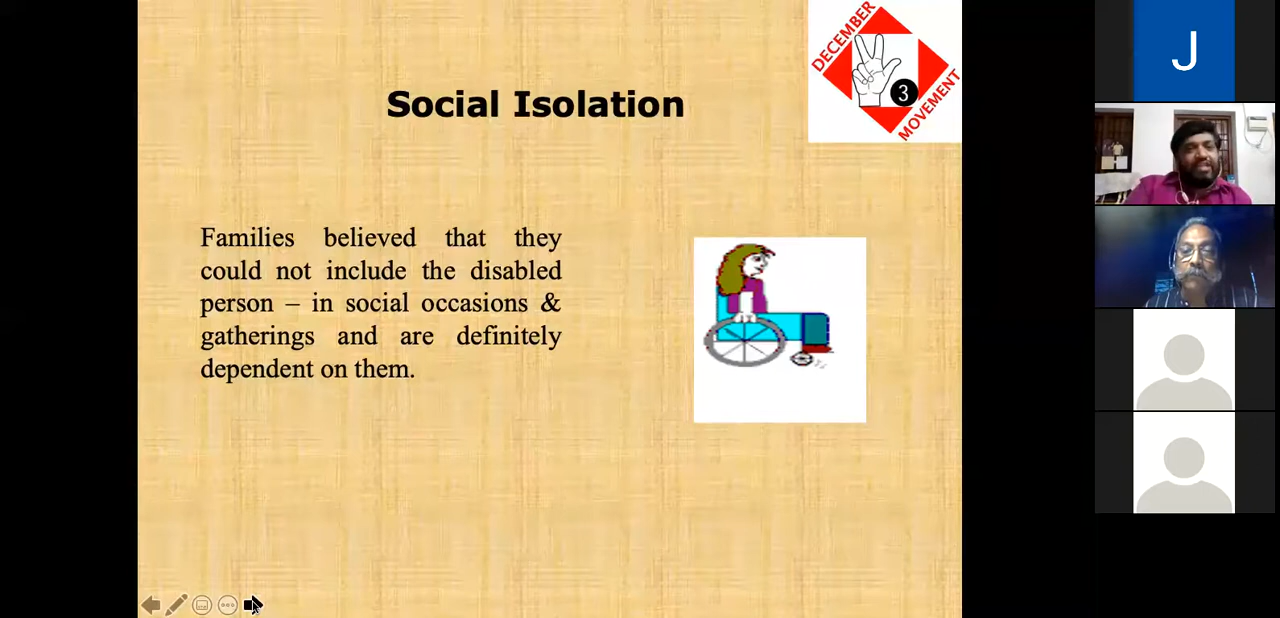 Social Isolation
DECEMBER
3
MOVEMENT
J
Families believed that they
could not include the disabled
person – in social occasions &
gatherings and are definitely
dependent on them.